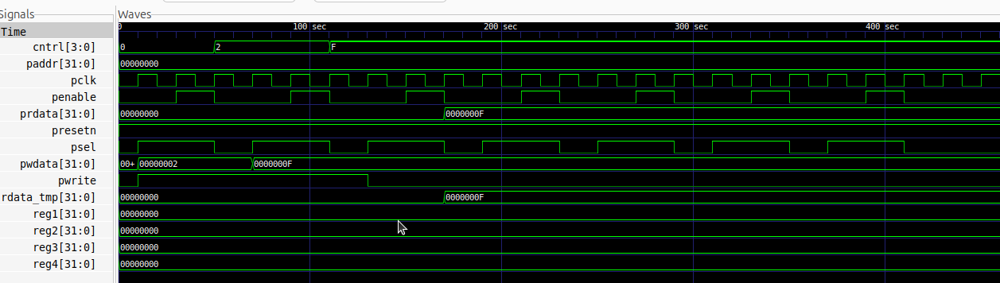 Signals Waves
Time 0 100 sec 200 sec 300 sec 400 sec
cntrl[3:0] 0 2 F
paddr[31:0] 00000000
pclk
penable
prdata[31:0] 00000000 0000000F
presetn
psel
pwdata[31:0] 00+ 00000002 0000000F
pwrite
rdata_tmp[31:0] 00000000 0000000F
reg1[31:0] 00000000
reg2[31:0] 00000000
reg3[31:0] 00000000
reg4[31:0] 00000000